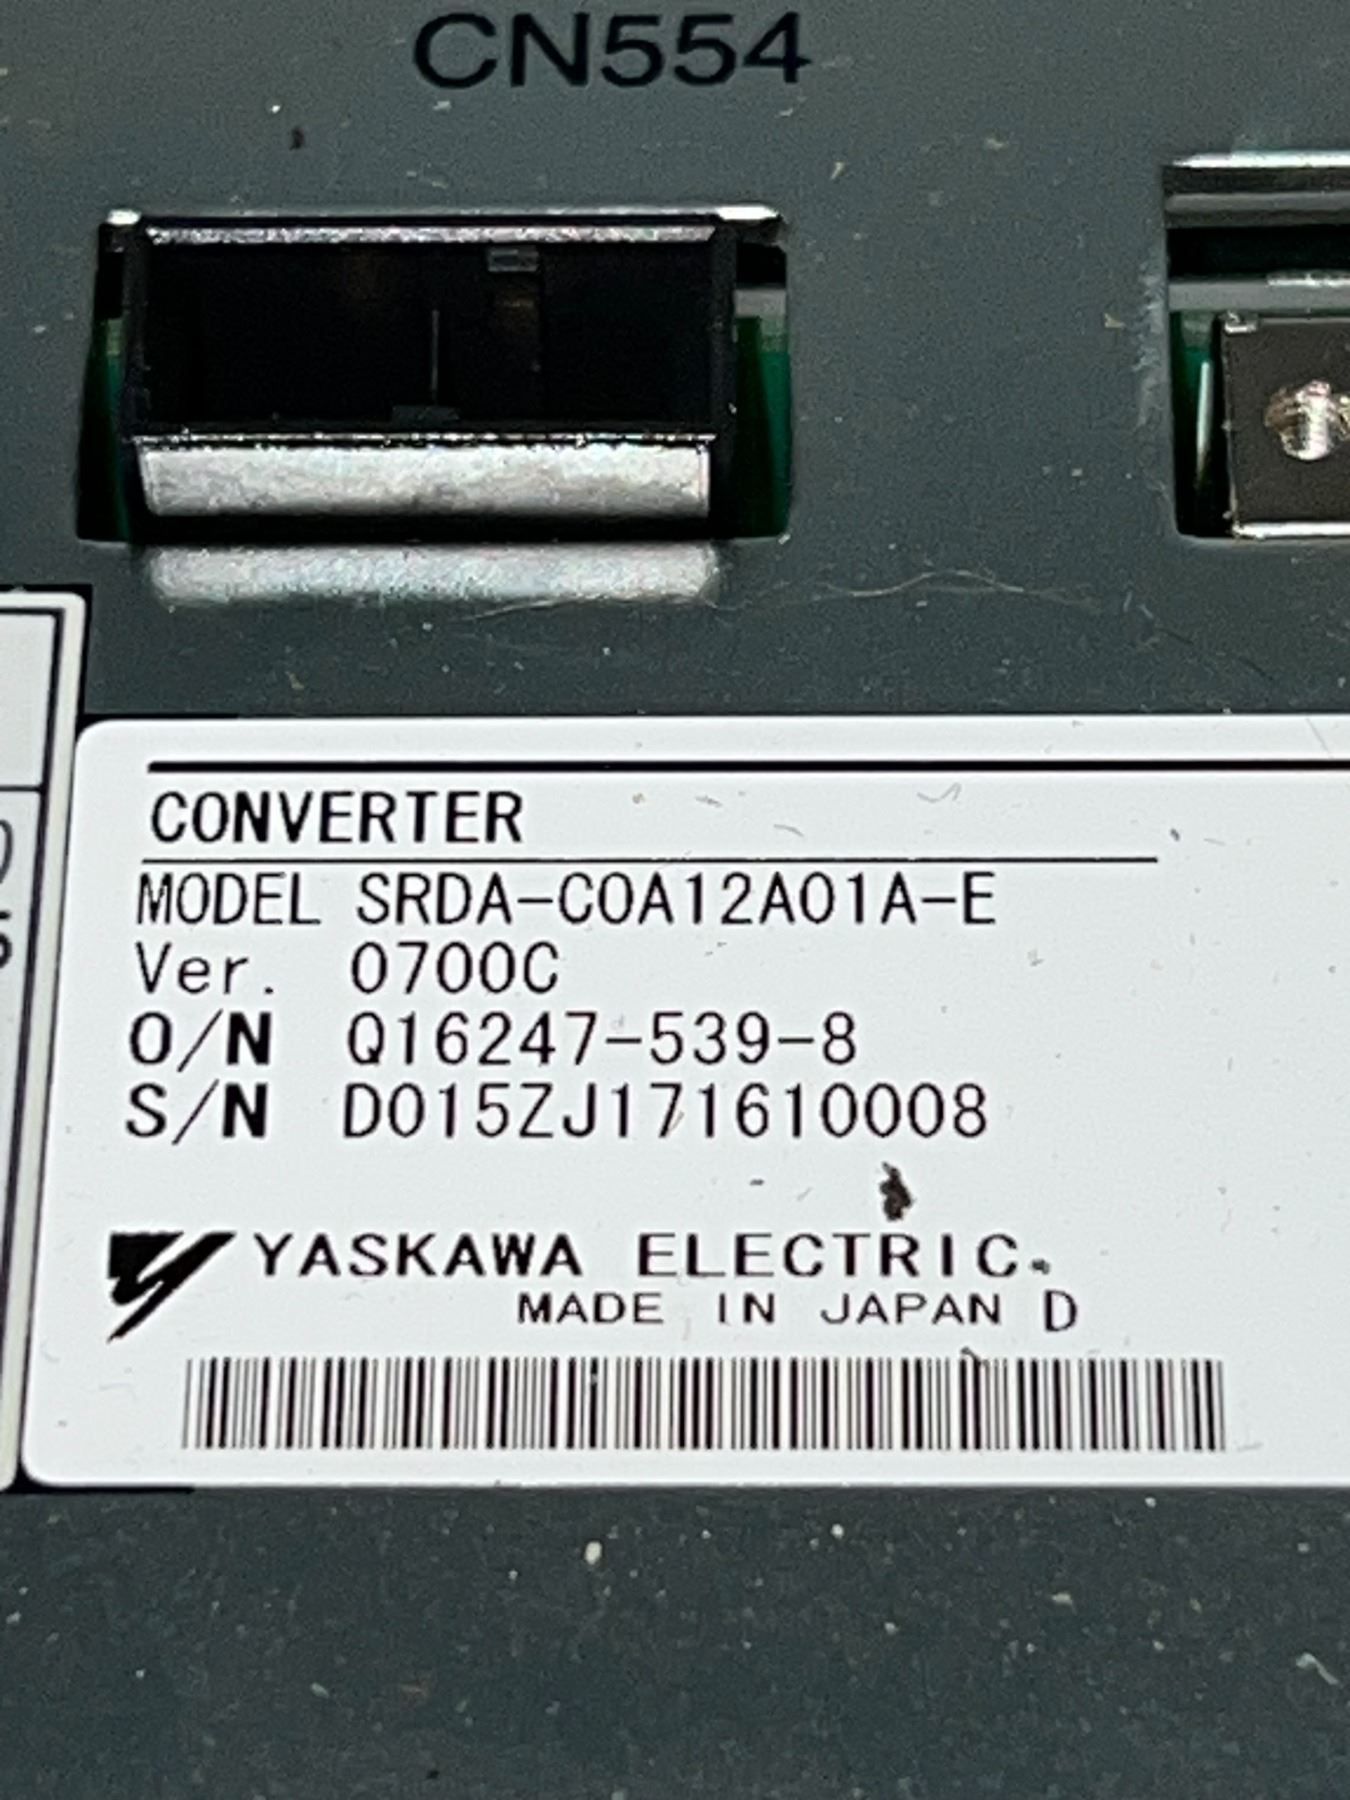 CN554
CONVERTER
MODEL SRDA-COA12A01A-E
Ver. 0700C
O/N Q16247-539-8
S/N D015ZJ171610008
YASKAWA ELECTRIC.
MADE IN JAPAN D